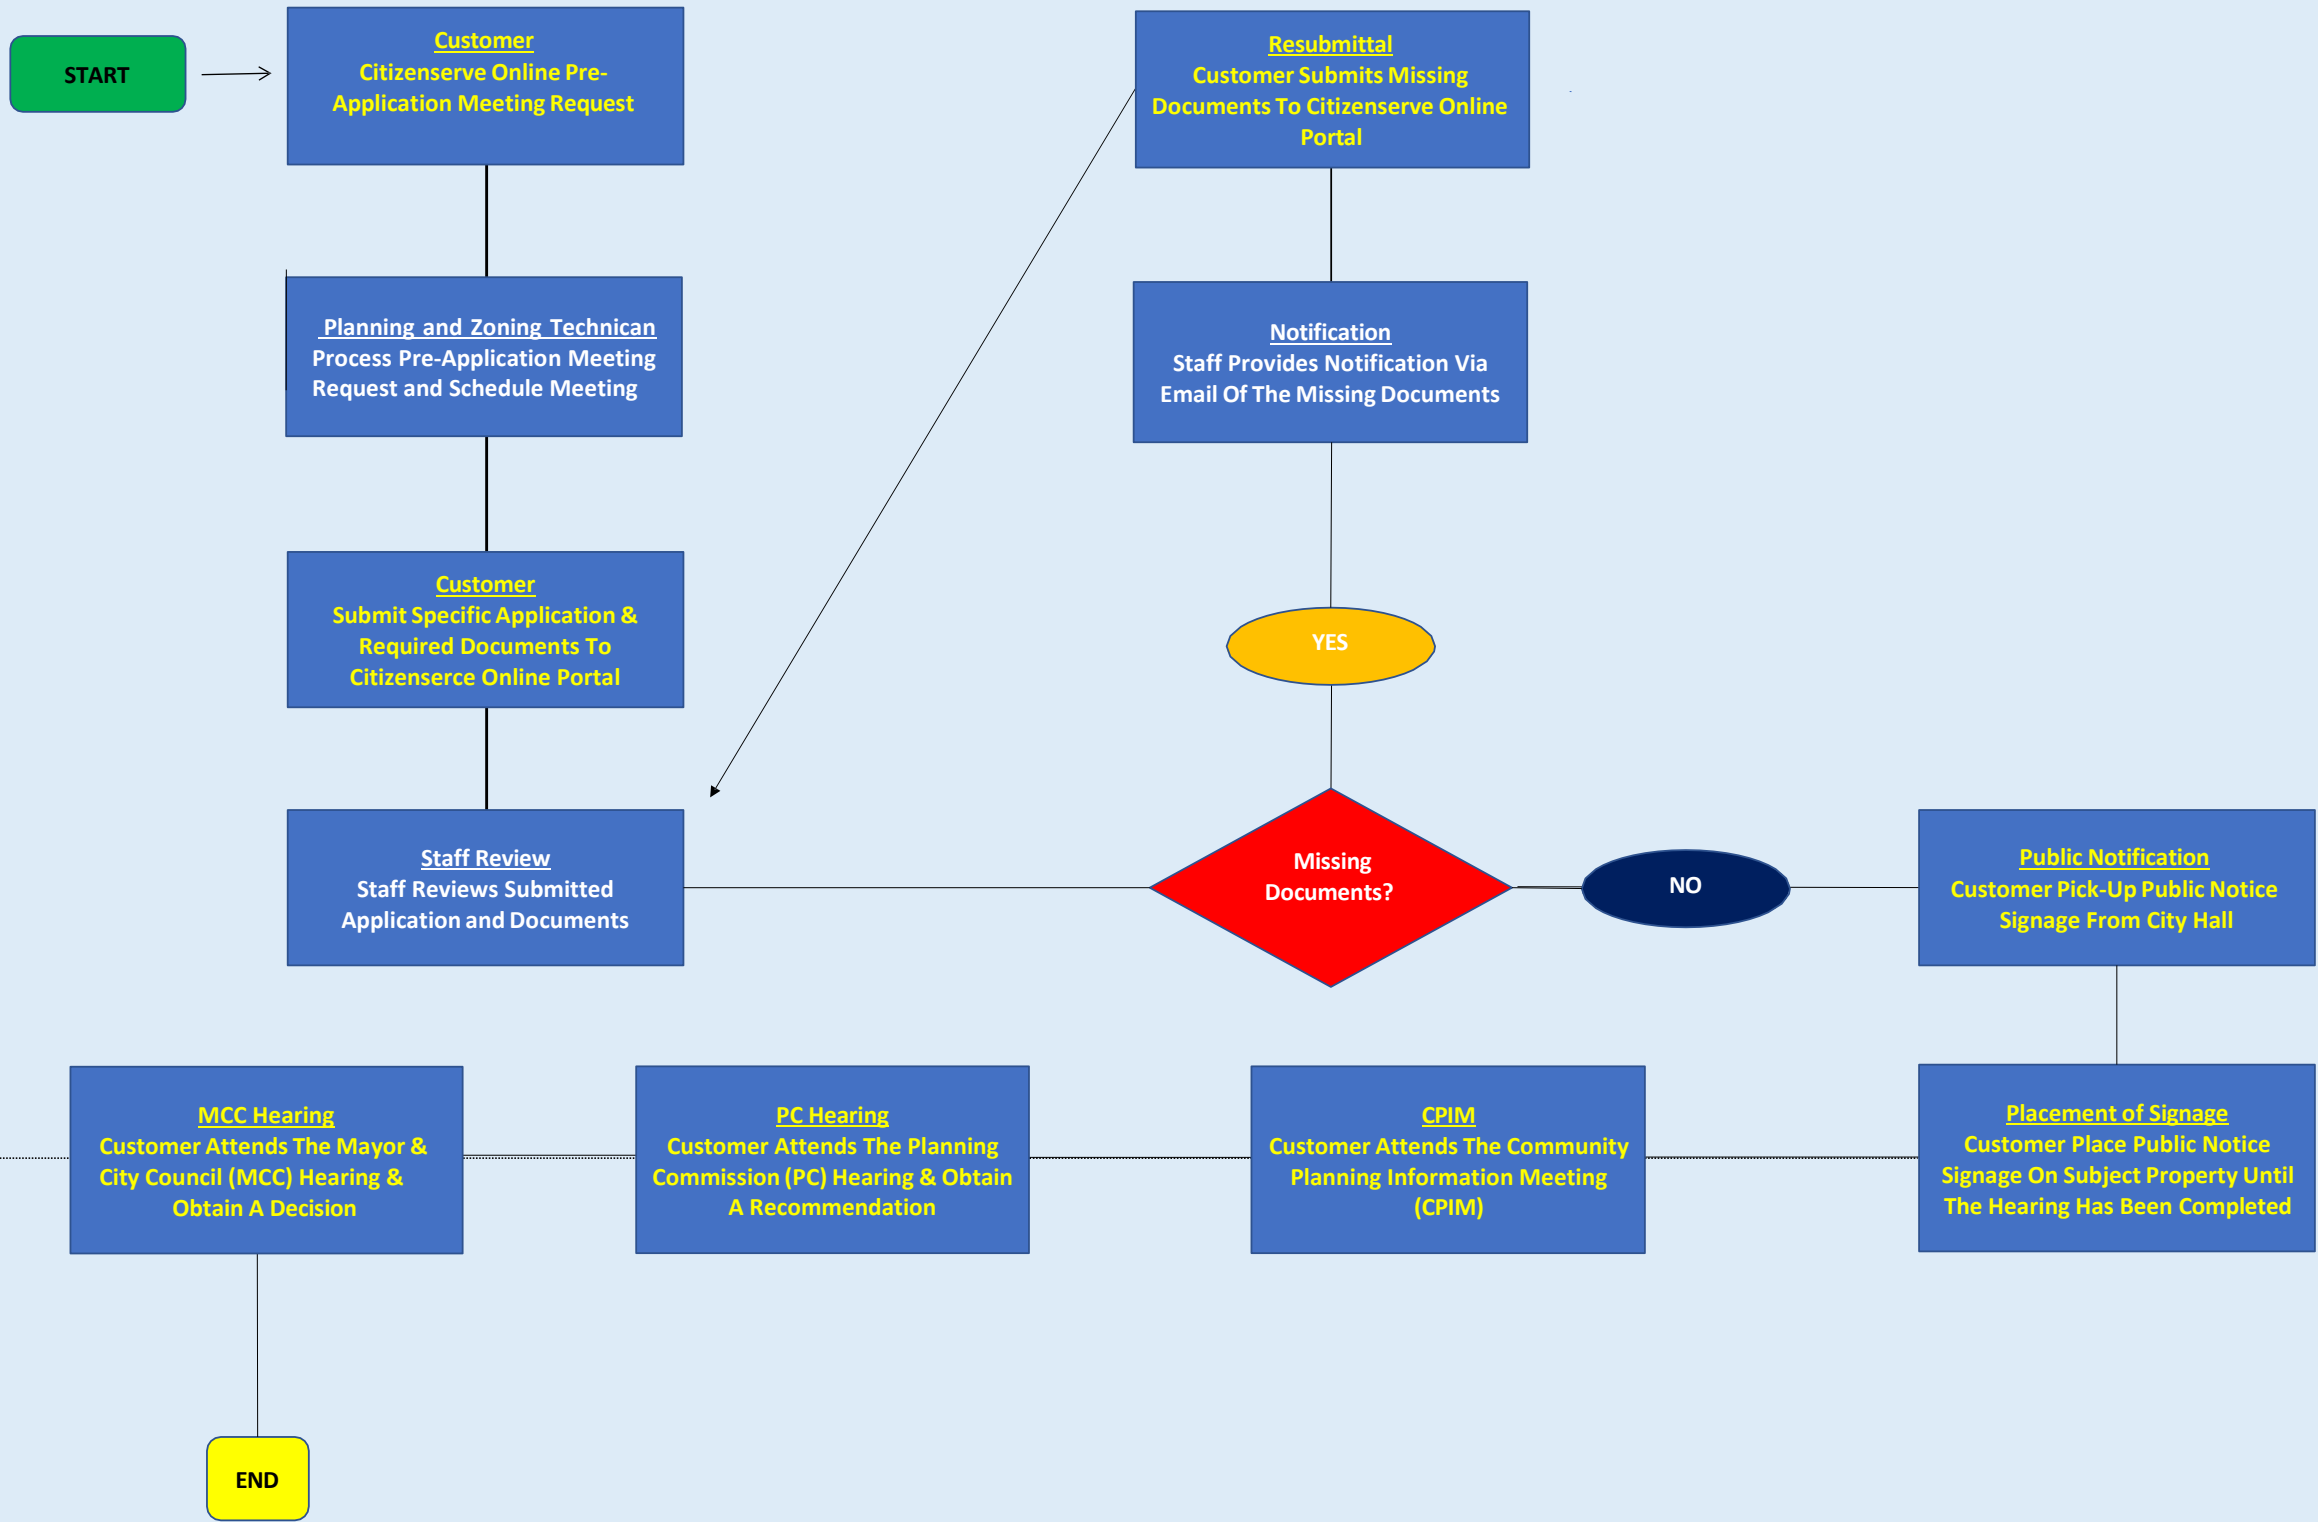 START
Customer
Citizenserve Online Pre-
Application Meeting Request
Planning and Zoning Technican
Process Pre-Application Meeting
Request and Schedule Meeting
Customer
Submit Specific Application &
Required Documents To
Citizenserce Online Portal
Staff Review
Staff Reviews Submitted
Application and Documents
Missing
Documents?
YES
Notification
Staff Provides Notification Via
Email Of The Missing Documents
Resubmittal
Customer Submits Missing
Documents To Citizenserve Online
Portal
NO
Public Notification
Customer Pick-Up Public Notice
Signage From City Hall
Placement of Signage
Customer Place Public Notice
Signage On Subject Property Until
The Hearing Has Been Completed
CPIM
Customer Attends The Community
Planning Information Meeting
(CPIM)
PC Hearing
Customer Attends The Planning
Commission (PC) Hearing & Obtain
A Recommendation
MCC Hearing
Customer Attends The Mayor &
City Council (MCC) Hearing &
Obtain A Decision
END